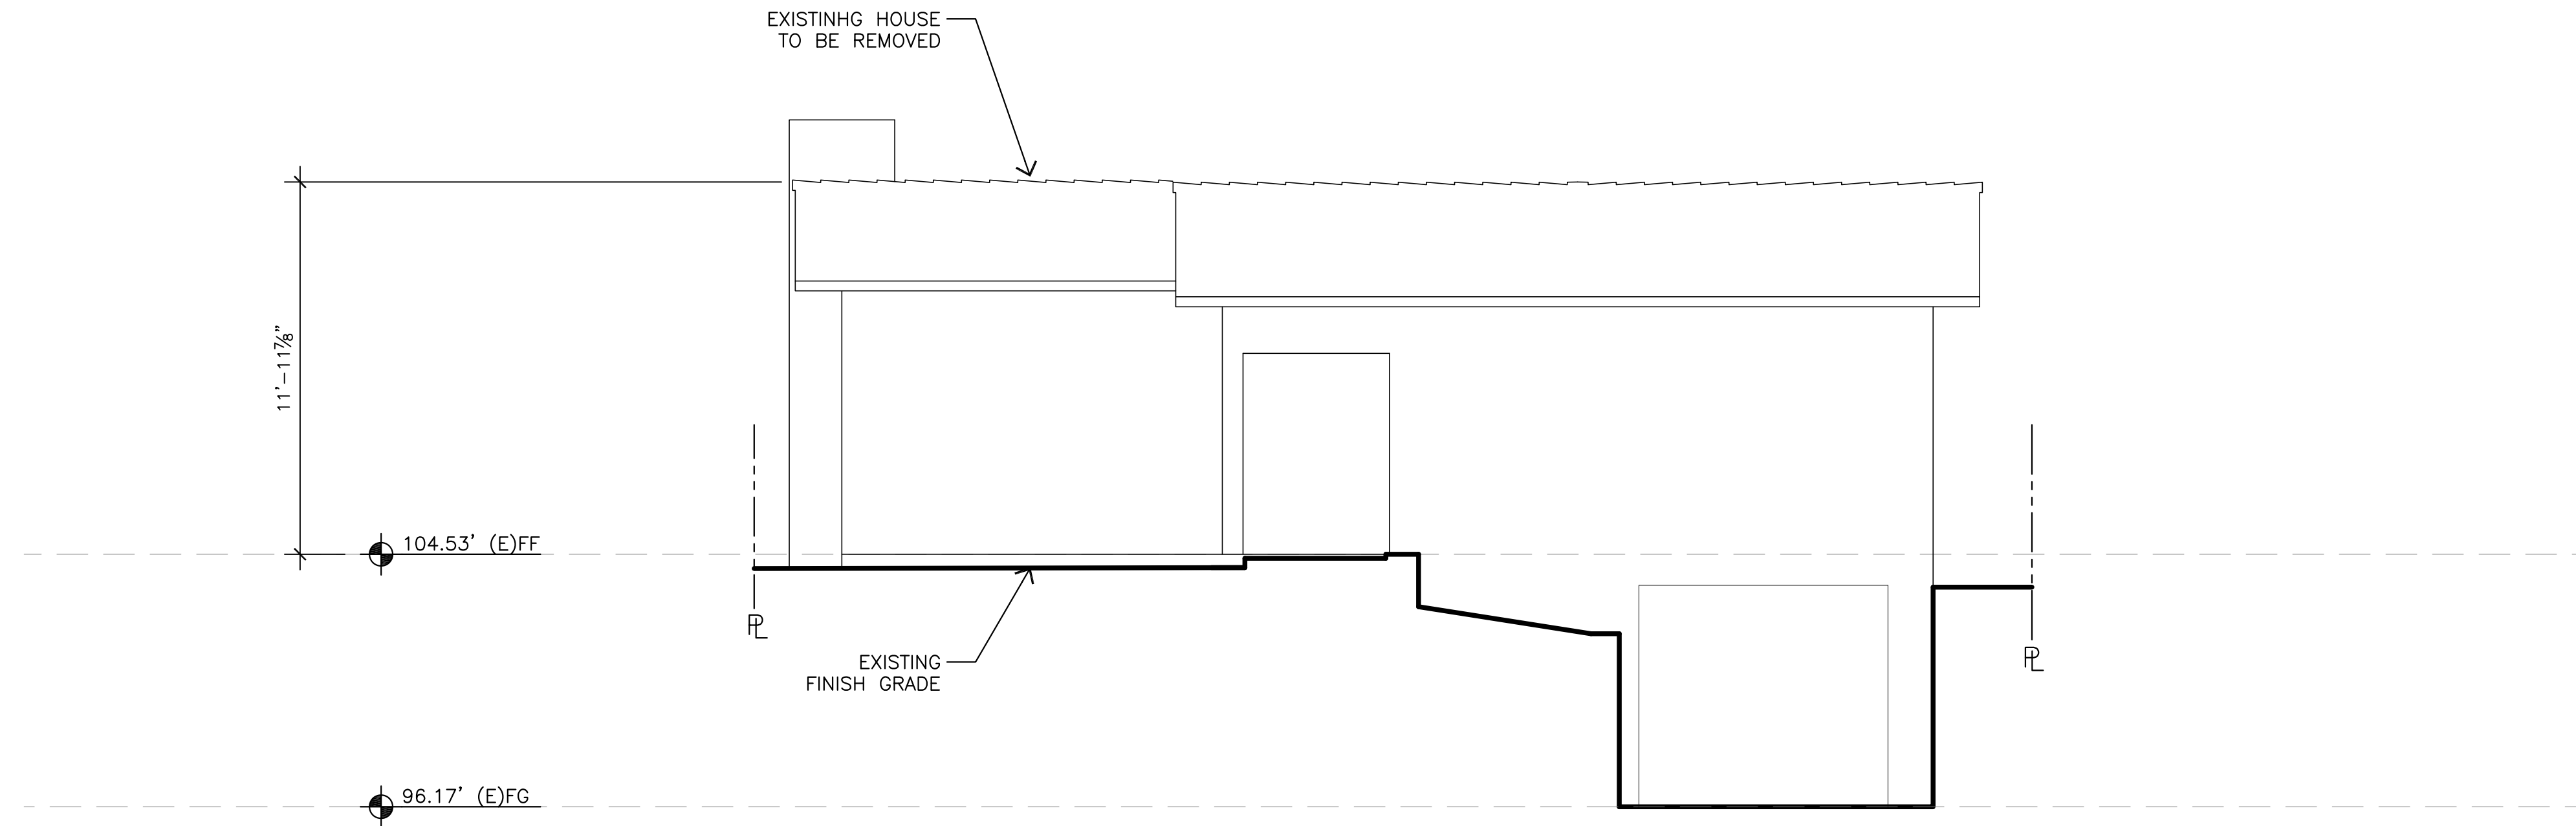 EXISTINHG HOUSE
TO BE REMOVED
11'-11⅞"
104.53' (E)FF
PL
EXISTING
FINISH GRADE
PL
96.17' (E)FG